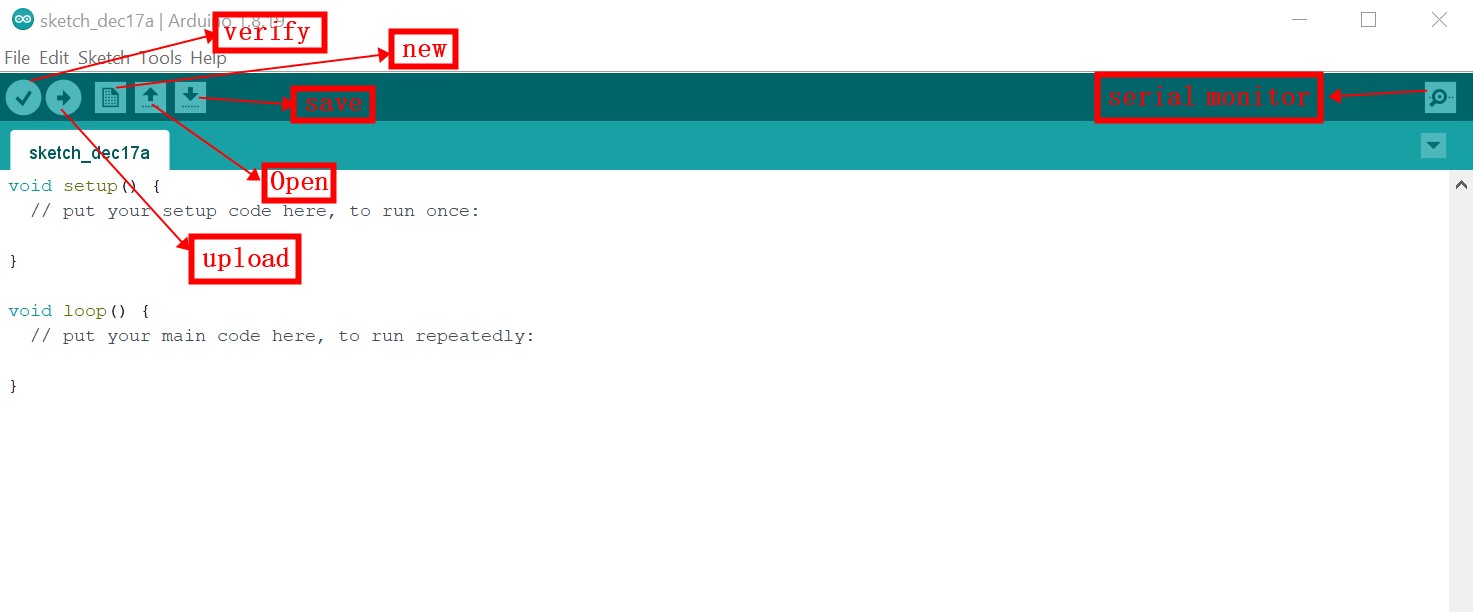 sketch_dec17a | Arduino 1.8.19
verify
new
File Edit Sketch Tools Help
save
serial monitor
sketch_dec17a
Open
void setup() {
  // put your setup code here, to run once:
upload
}
void loop() {
  // put your main code here, to run repeatedly:
}